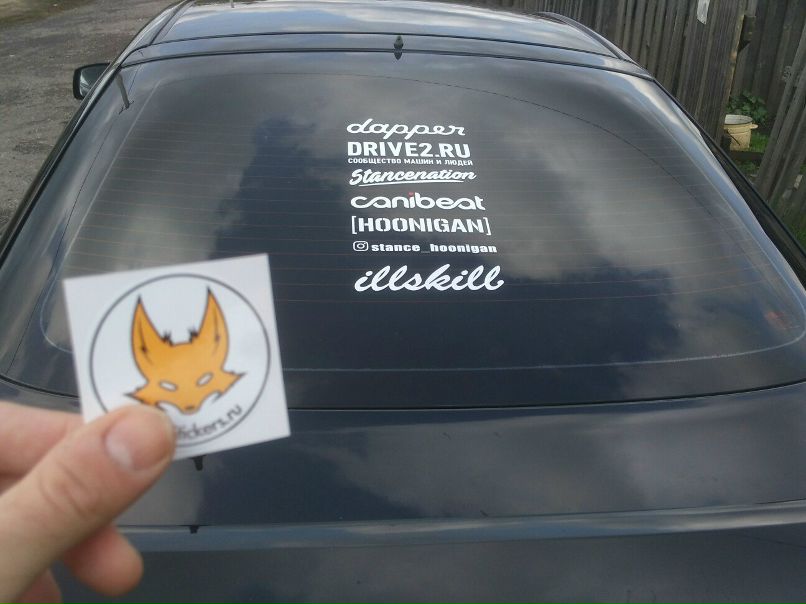 dapper
DRIVE2.RU
СООБЩЕСТВО МАШИН И ЛЮДЕЙ
Stancenation
canibeat
[HOONIGAN]
stance_hoonigan
illskill